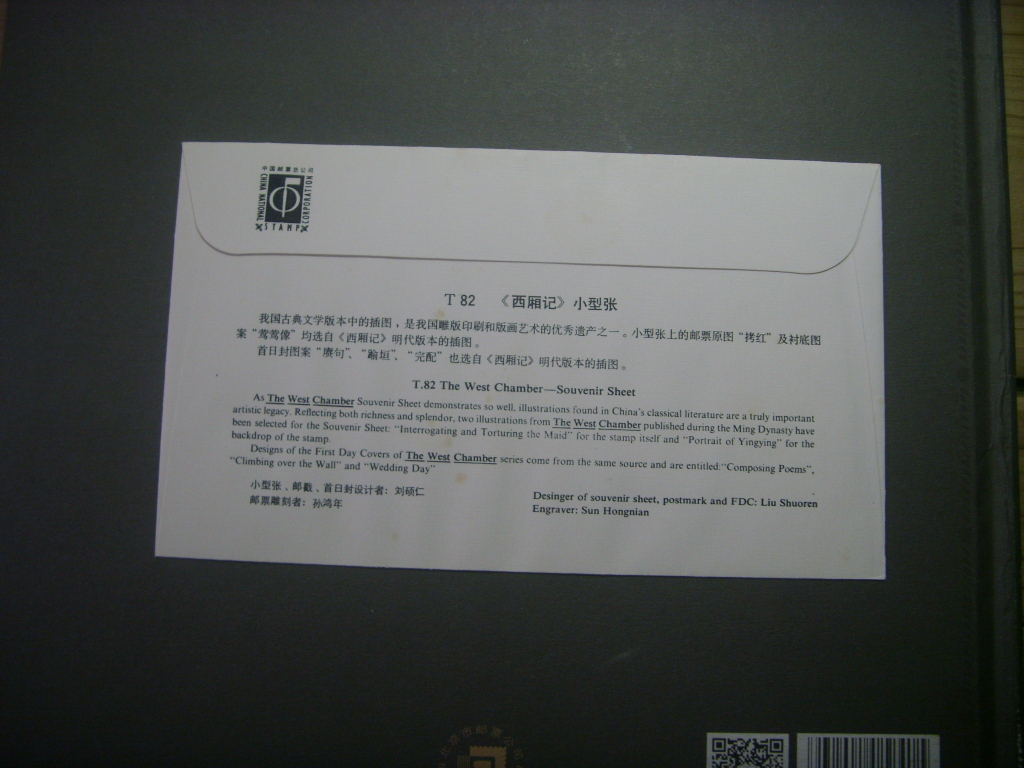 中国邮票总公司
CHINA NATIONAL
STAMP
CORPORATION
T 82 《西厢记》小型张
我国古典文学版本中的插图，是我国雕版印刷和版画艺术的优秀遗产之一。小型张上的邮票原图“拷红”及衬底图
案“莺莺像”均选自《西厢记》明代版本的插图。
首日封图案“赓句”、“踰垣”、“完配”也选自《西厢记》明代版本的插图。
T.82 The West Chamber—Souvenir Sheet
As The West Chamber Souvenir Sheet demonstrates so well, illustrations found in China's classical literature are a truly important
artistic legacy. Reflecting both richness and splendor, two illustrations from The West Chamber published during the Ming Dynasty have
been selected for the Souvenir Sheet: “Interrogating and Torturing the Maid” for the stamp itself and “Portrait of Yingying” for the
backdrop of the stamp.
Designs of the First Day Covers of The West Chamber series come from the same source and are entitled:“Composing Poems”,
“Climbing over the Wall” and “Wedding Day”
小型张、邮戳、首日封设计者：刘硕仁
邮票雕刻者：孙鸿年
Desinger of souvenir sheet, postmark and FDC: Liu Shuoren
Engraver: Sun Hongnian
北京市邮票公司